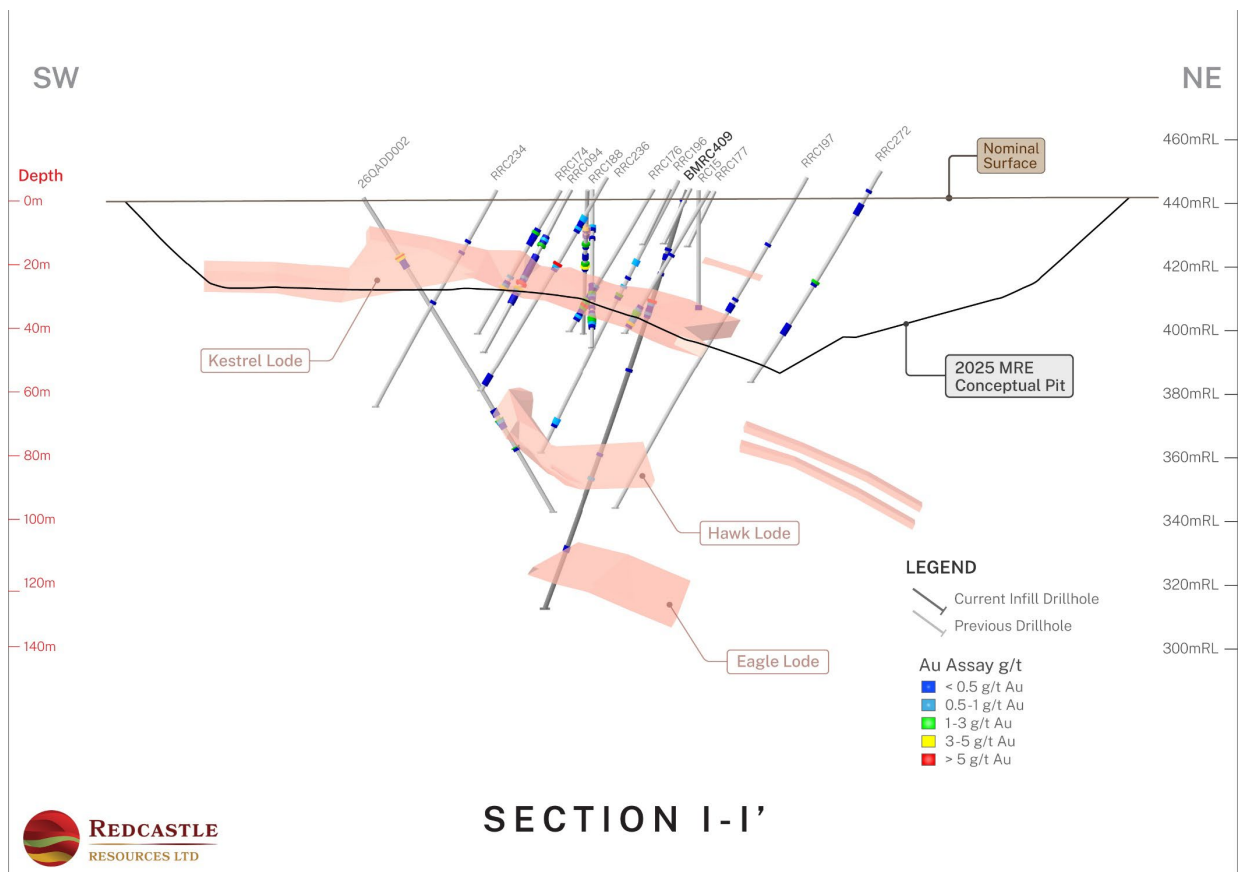 SW
NE
26QADD002
RRC234
RRC174
RRC094
RRC188
RRC236
RRC176
RRC196
BMRC409
RC15
RRC177
RRC197
RRC272
Nominal
Surface
Depth
0m
20m
40m
60m
80m
100m
120m
140m
460mRL
440mRL
420mRL
400mRL
380mRL
360mRL
340mRL
320mRL
300mRL
Kestrel Lode
2025 MRE
Conceptual Pit
Hawk Lode
Eagle Lode
LEGEND
Current Infill Drillhole
Previous Drillhole
Au Assay g/t
< 0.5 g/t Au
0.5-1 g/t Au
1-3 g/t Au
3-5 g/t Au
> 5 g/t Au
SECTION I-I'
REDCASTLE
RESOURCES LTD